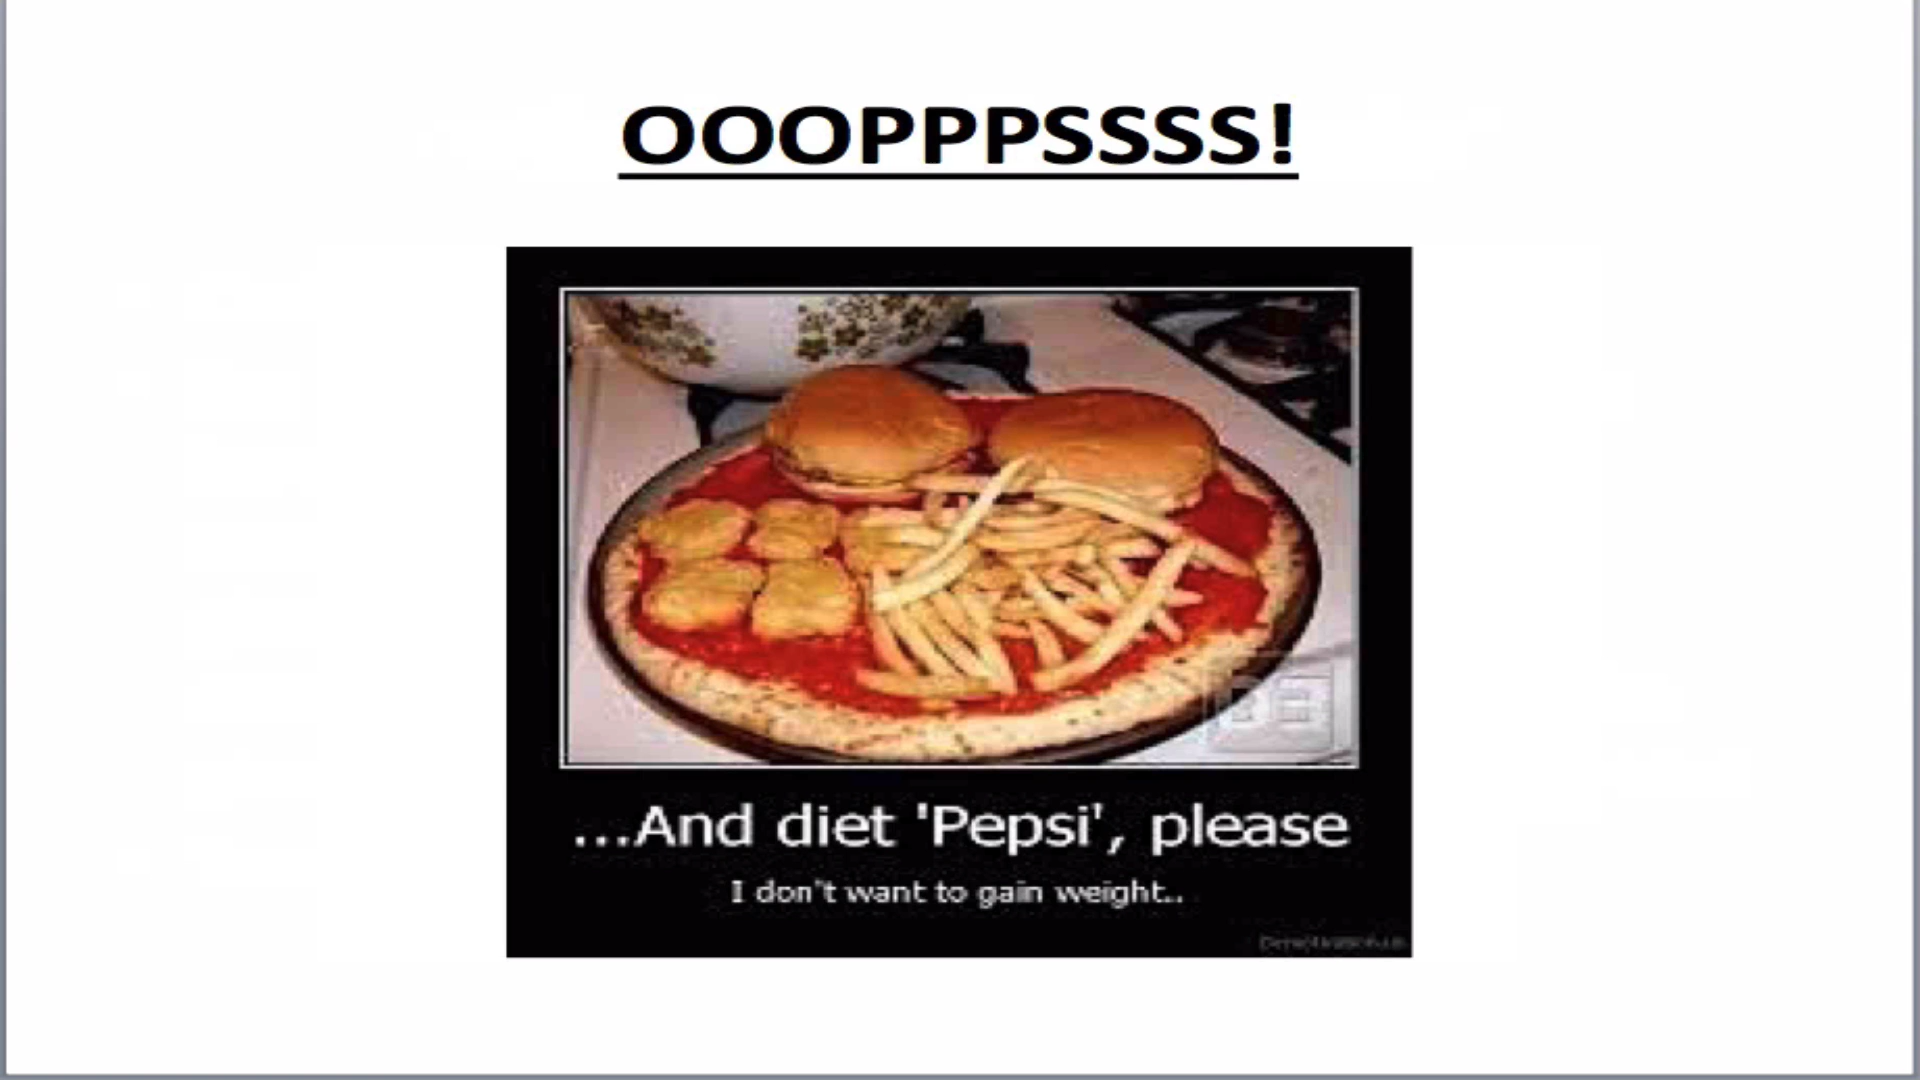 OOOPPPSSSS!
...And diet 'Pepsi', please
I don't want to gain weight..